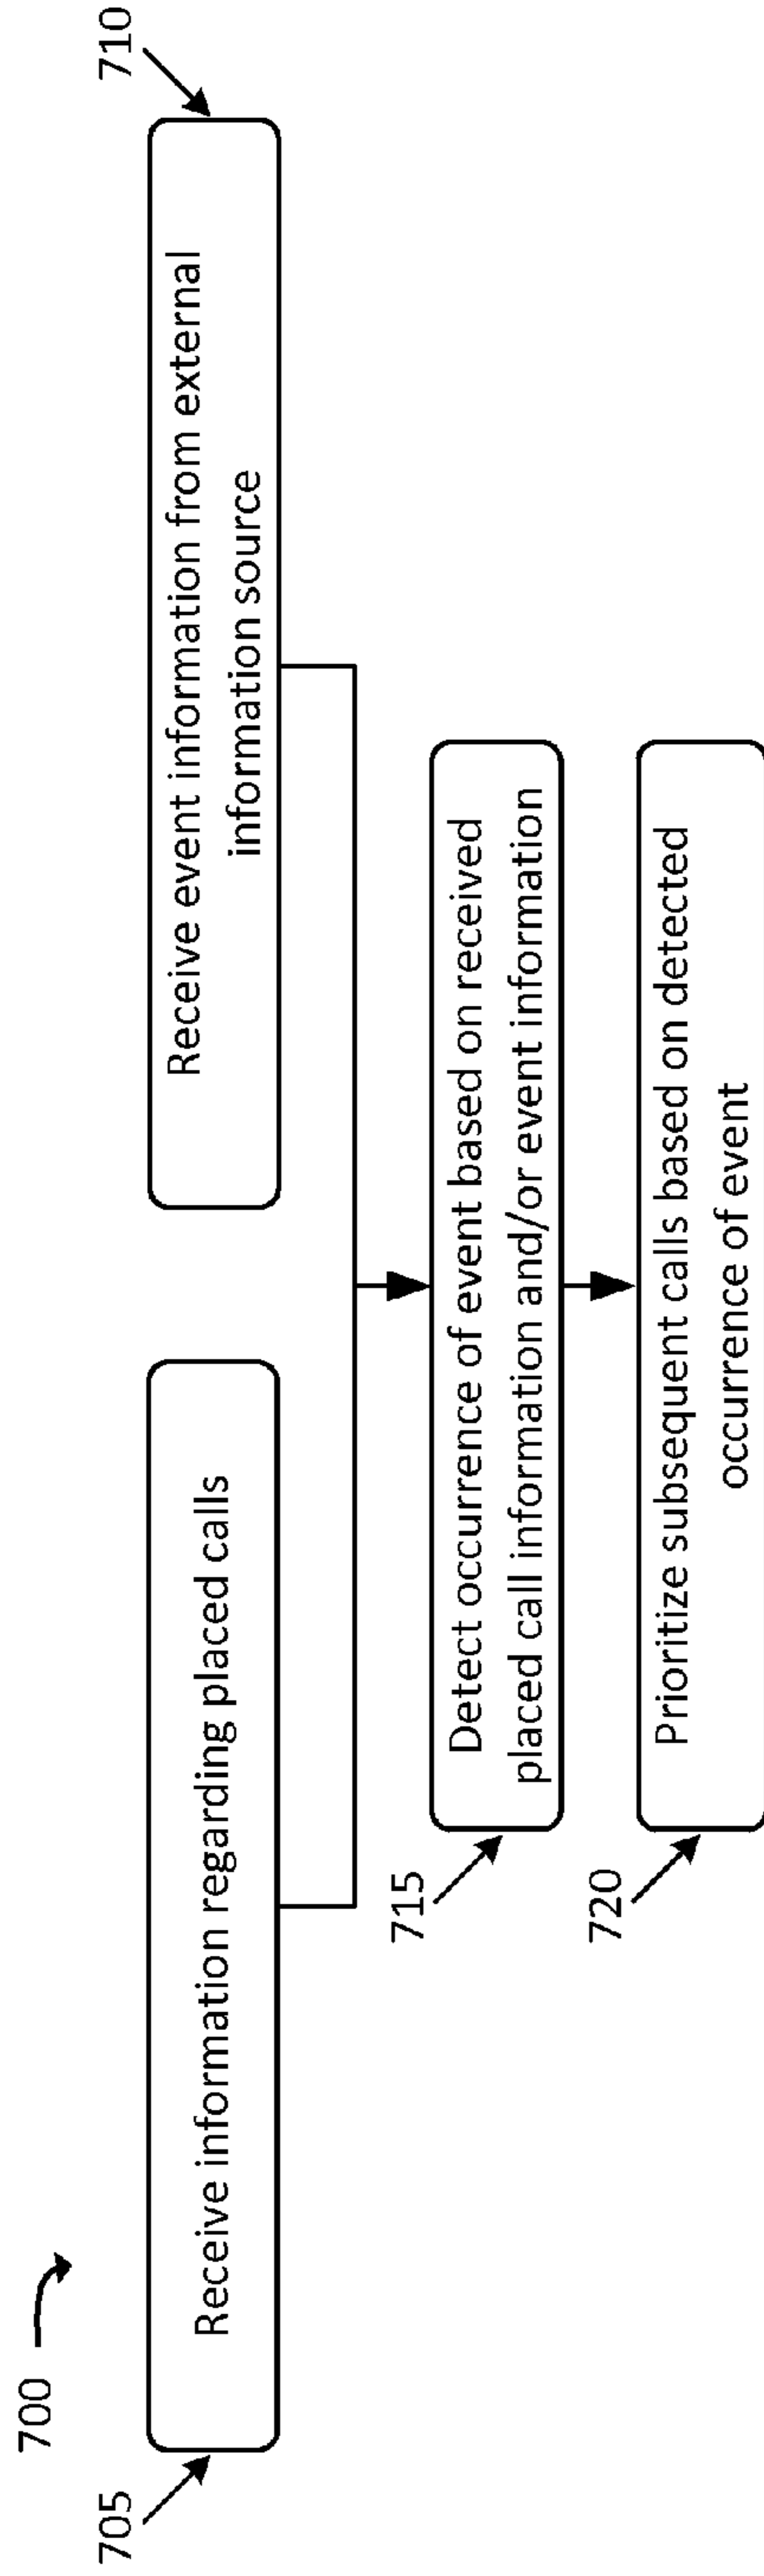 700
705
Receive information regarding placed calls
710
Receive event information from external
information source
715
Detect occurrence of event based on received
placed call information and/or event information
720
Prioritize subsequent calls based on detected
occurrence of event